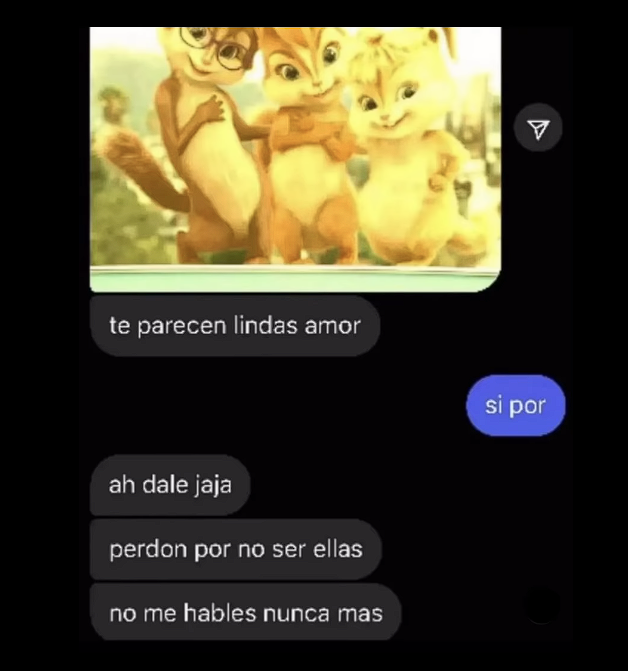 te parecen lindas amor
si por
ah dale jaja
perdon por no ser ellas
no me hables nunca mas